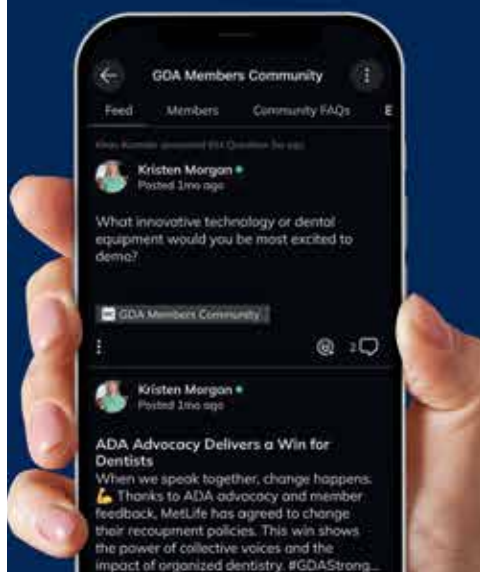 GDA Members Community
Feed Members Community FAQs E
Kristen Morgan
Posted 1mo ago
What innovative technology or dental
equipment would you be most excited to
demo?
GDA Members Community
2
Kristen Morgan
Posted 1mo ago
ADA Advocacy Delivers a Win for
Dentists
When we speak together, change happens.
💪 Thanks to ADA advocacy and member
feedback, MetLife has agreed to change
their recoupment policies. This win shows
the power of collective voices and the
impact of organized dentistry. #GDAStrong...